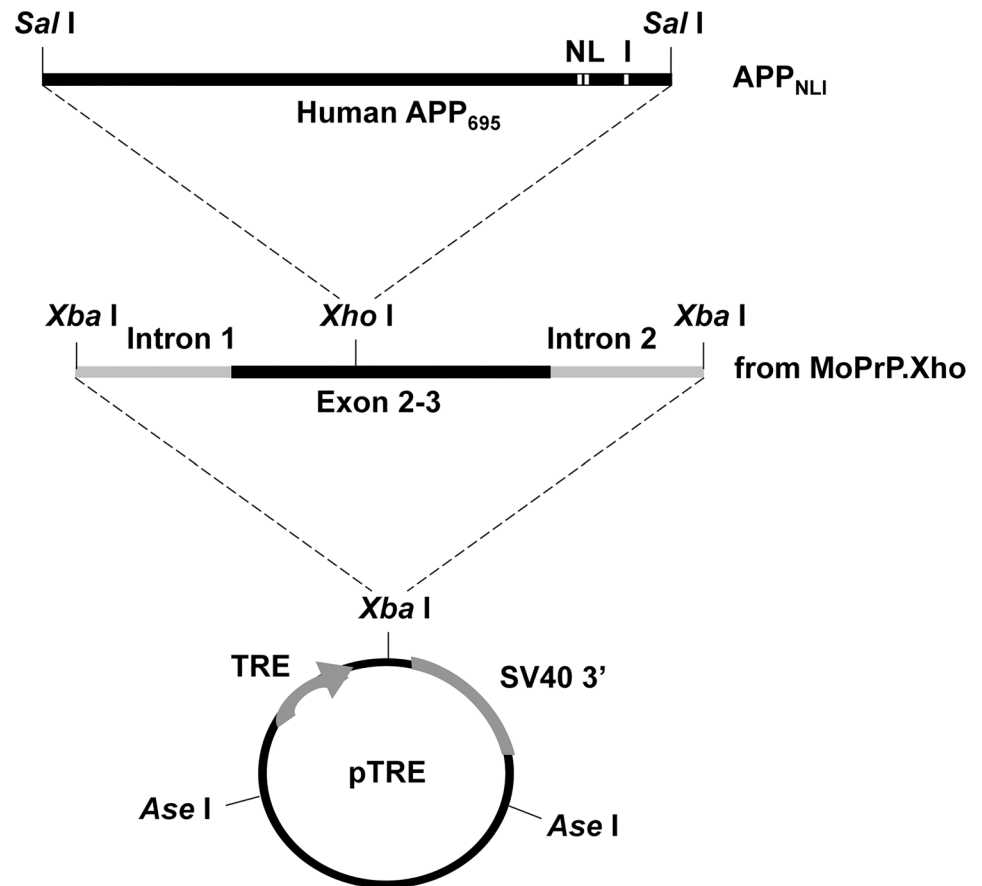 Sal I
Sal I
NL I
APPNLI
Human APP695
Xba I
Xho I
Xba I
Intron 1
Intron 2
from MoPrP.Xho
Exon 2-3
Xba I
TRE
SV40 3’
pTRE
Ase I
Ase I